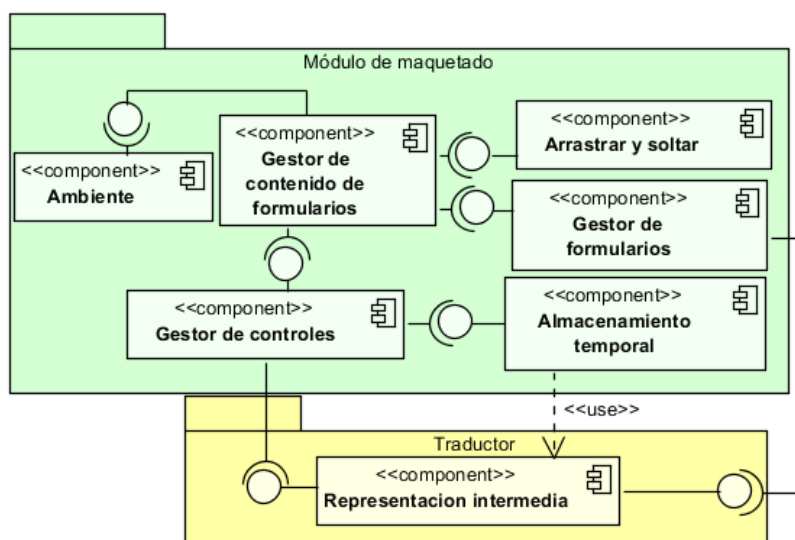 Módulo de maquetado
<<component>>
Ambiente
<<component>>
Gestor de
contenido de
formularios
<<component>>
Arrastrar y soltar
<<component>>
Gestor de
formularios
<<component>>
Gestor de controles
<<component>>
Almacenamiento
temporal
<<use>>
Traductor
<<component>>
Representacion intermedia